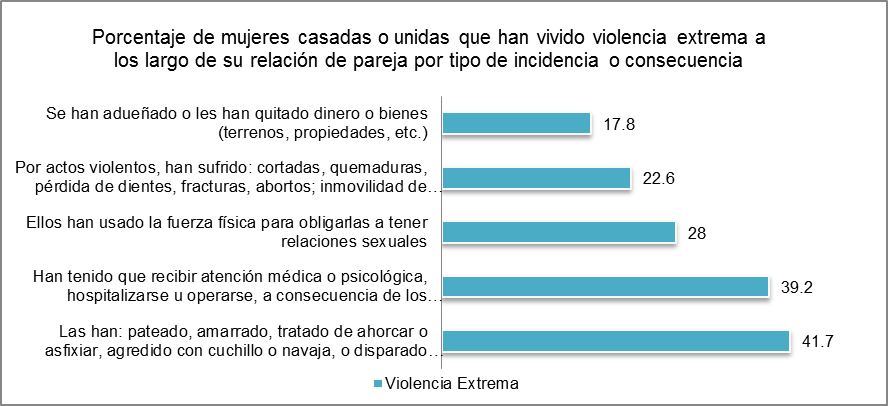 Porcentaje de mujeres casadas o unidas que han vivido violencia extrema a
los largo de su relación de pareja por tipo de incidencia o consecuencia
Se han adueñado o les han quitado dinero o bienes
(terrenos, propiedades, etc.)
17.8
Por actos violentos, han sufrido: cortadas, quemaduras,
pérdida de dientes, fracturas, abortos; inmovilidad de…
22.6
Ellos han usado la fuerza física para obligarlas a tener
relaciones sexuales
28
Han tenido que recibir atención médica o psicológica,
hospitalizarse u operarse, a consecuencia de los…
39.2
Las han: pateado, amarrado, tratado de ahorcar o
asfixiar, agredido con cuchillo o navaja, o disparado…
41.7
Violencia Extrema